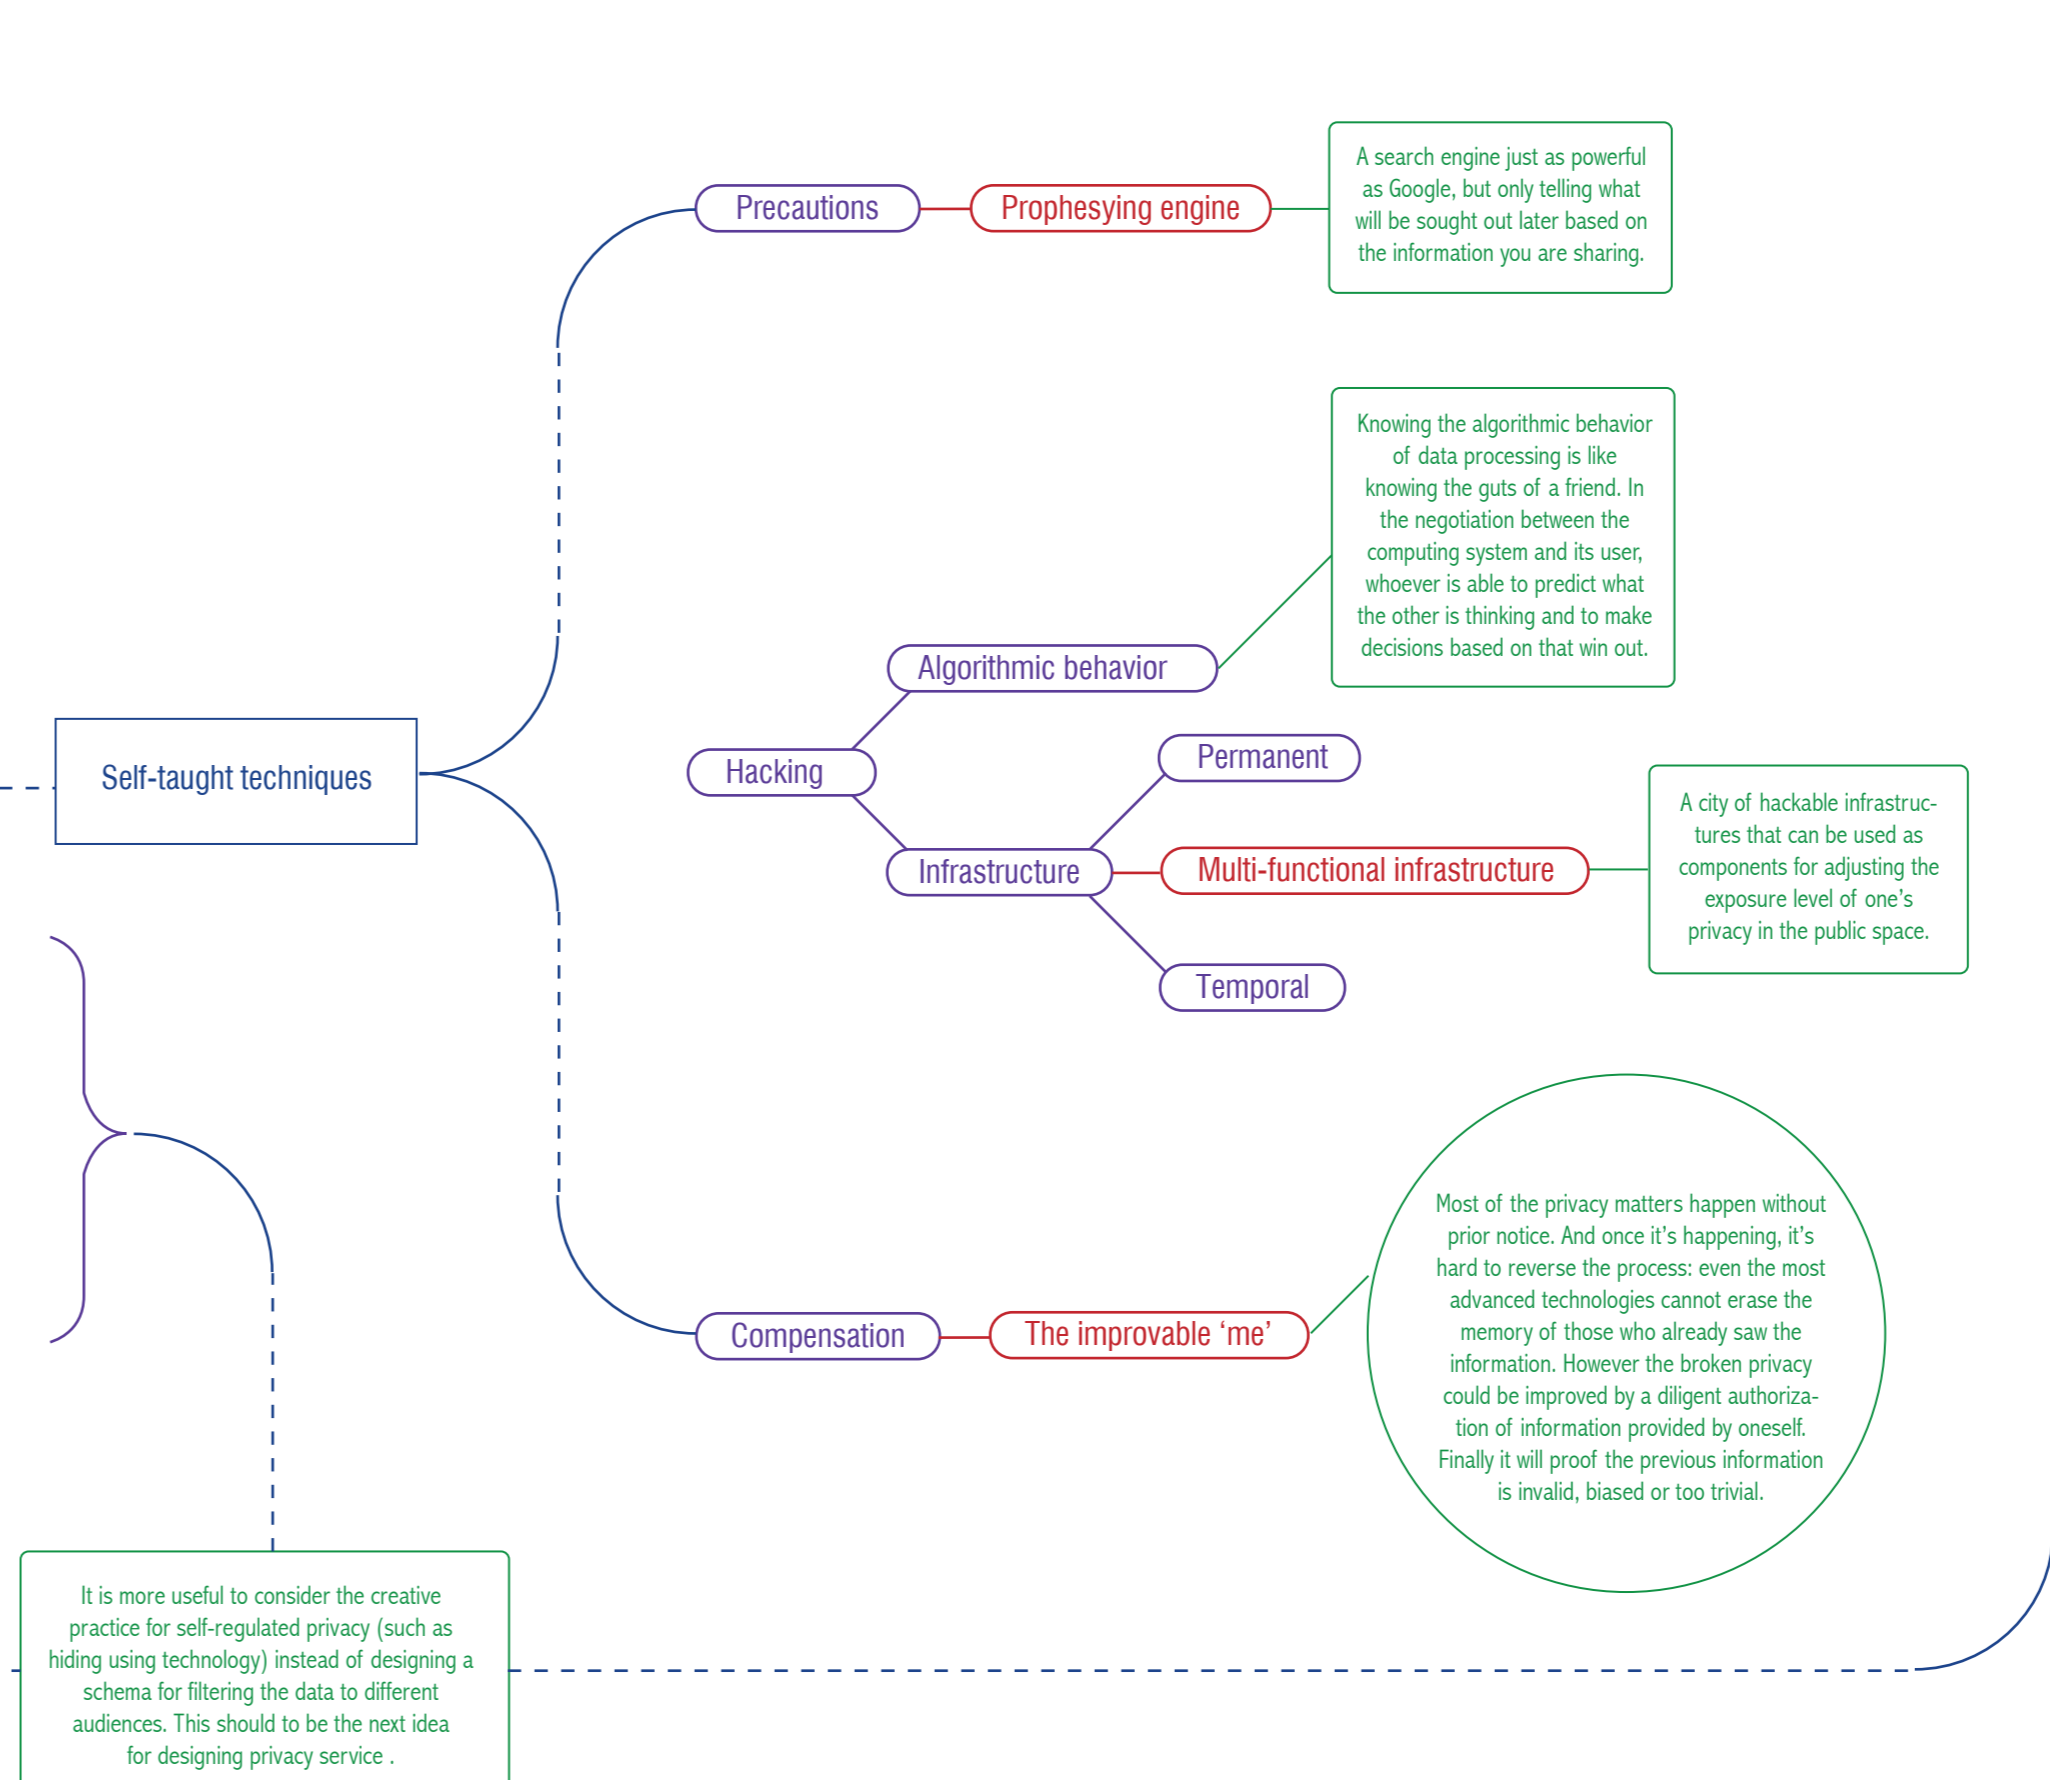 Precautions
Prophesying engine
A search engine just as powerful
as Google, but only telling what
will be sought out later based on
the information you are sharing.
Knowing the algorithmic behavior
of data processing is like
knowing the guts of a friend. In
the negotiation between the
computing system and its user,
whoever is able to predict what
the other is thinking and to make
decisions based on that win out.
Algorithmic behavior
Self-taught techniques
Hacking
Permanent
Infrastructure
Multi-functional infrastructure
A city of hackable infrastruc-
tures that can be used as
components for adjusting the
exposure level of one's
privacy in the public space.
Temporal
Compensation
The improvable ‘me’
Most of the privacy matters happen without
prior notice. And once it’s happening, it’s
hard to reverse the process: even the most
advanced technologies cannot erase the
memory of those who already saw the
information. However the broken privacy
could be improved by a diligent authoriza-
tion of information provided by oneself.
Finally it will proof the previous information
is invalid, biased or too trivial.
It is more useful to consider the creative
practice for self-regulated privacy (such as
hiding using technology) instead of designing a
schema for filtering the data to different
audiences. This should to be the next idea
for designing privacy service .